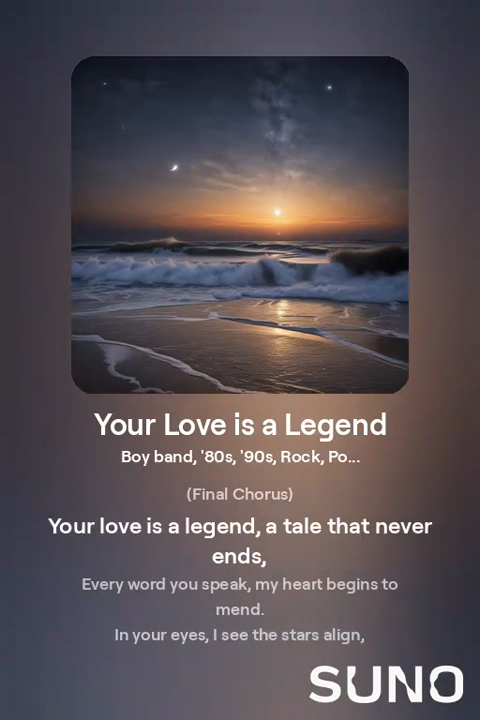 Your Love is a Legend
Boy band, '80s, '90s, Rock, Po...
(Final Chorus)
Your love is a legend, a tale that never
ends,
Every word you speak, my heart begins to
mend.
In your eyes, I see the stars align,
SUNO